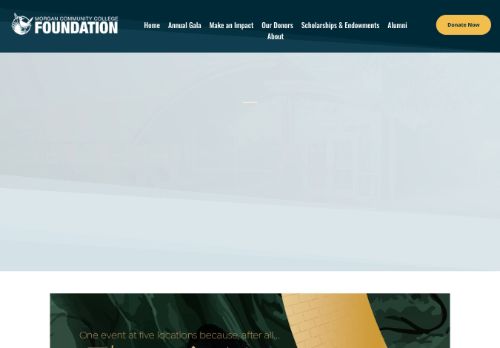 MORGAN COMMUNITY COLLEGE
FOUNDATION
Home Annual Gala Make an Impact Our Donors Scholarships & Endowments Alumni
About
Donate Now
One event at five locations because after all...